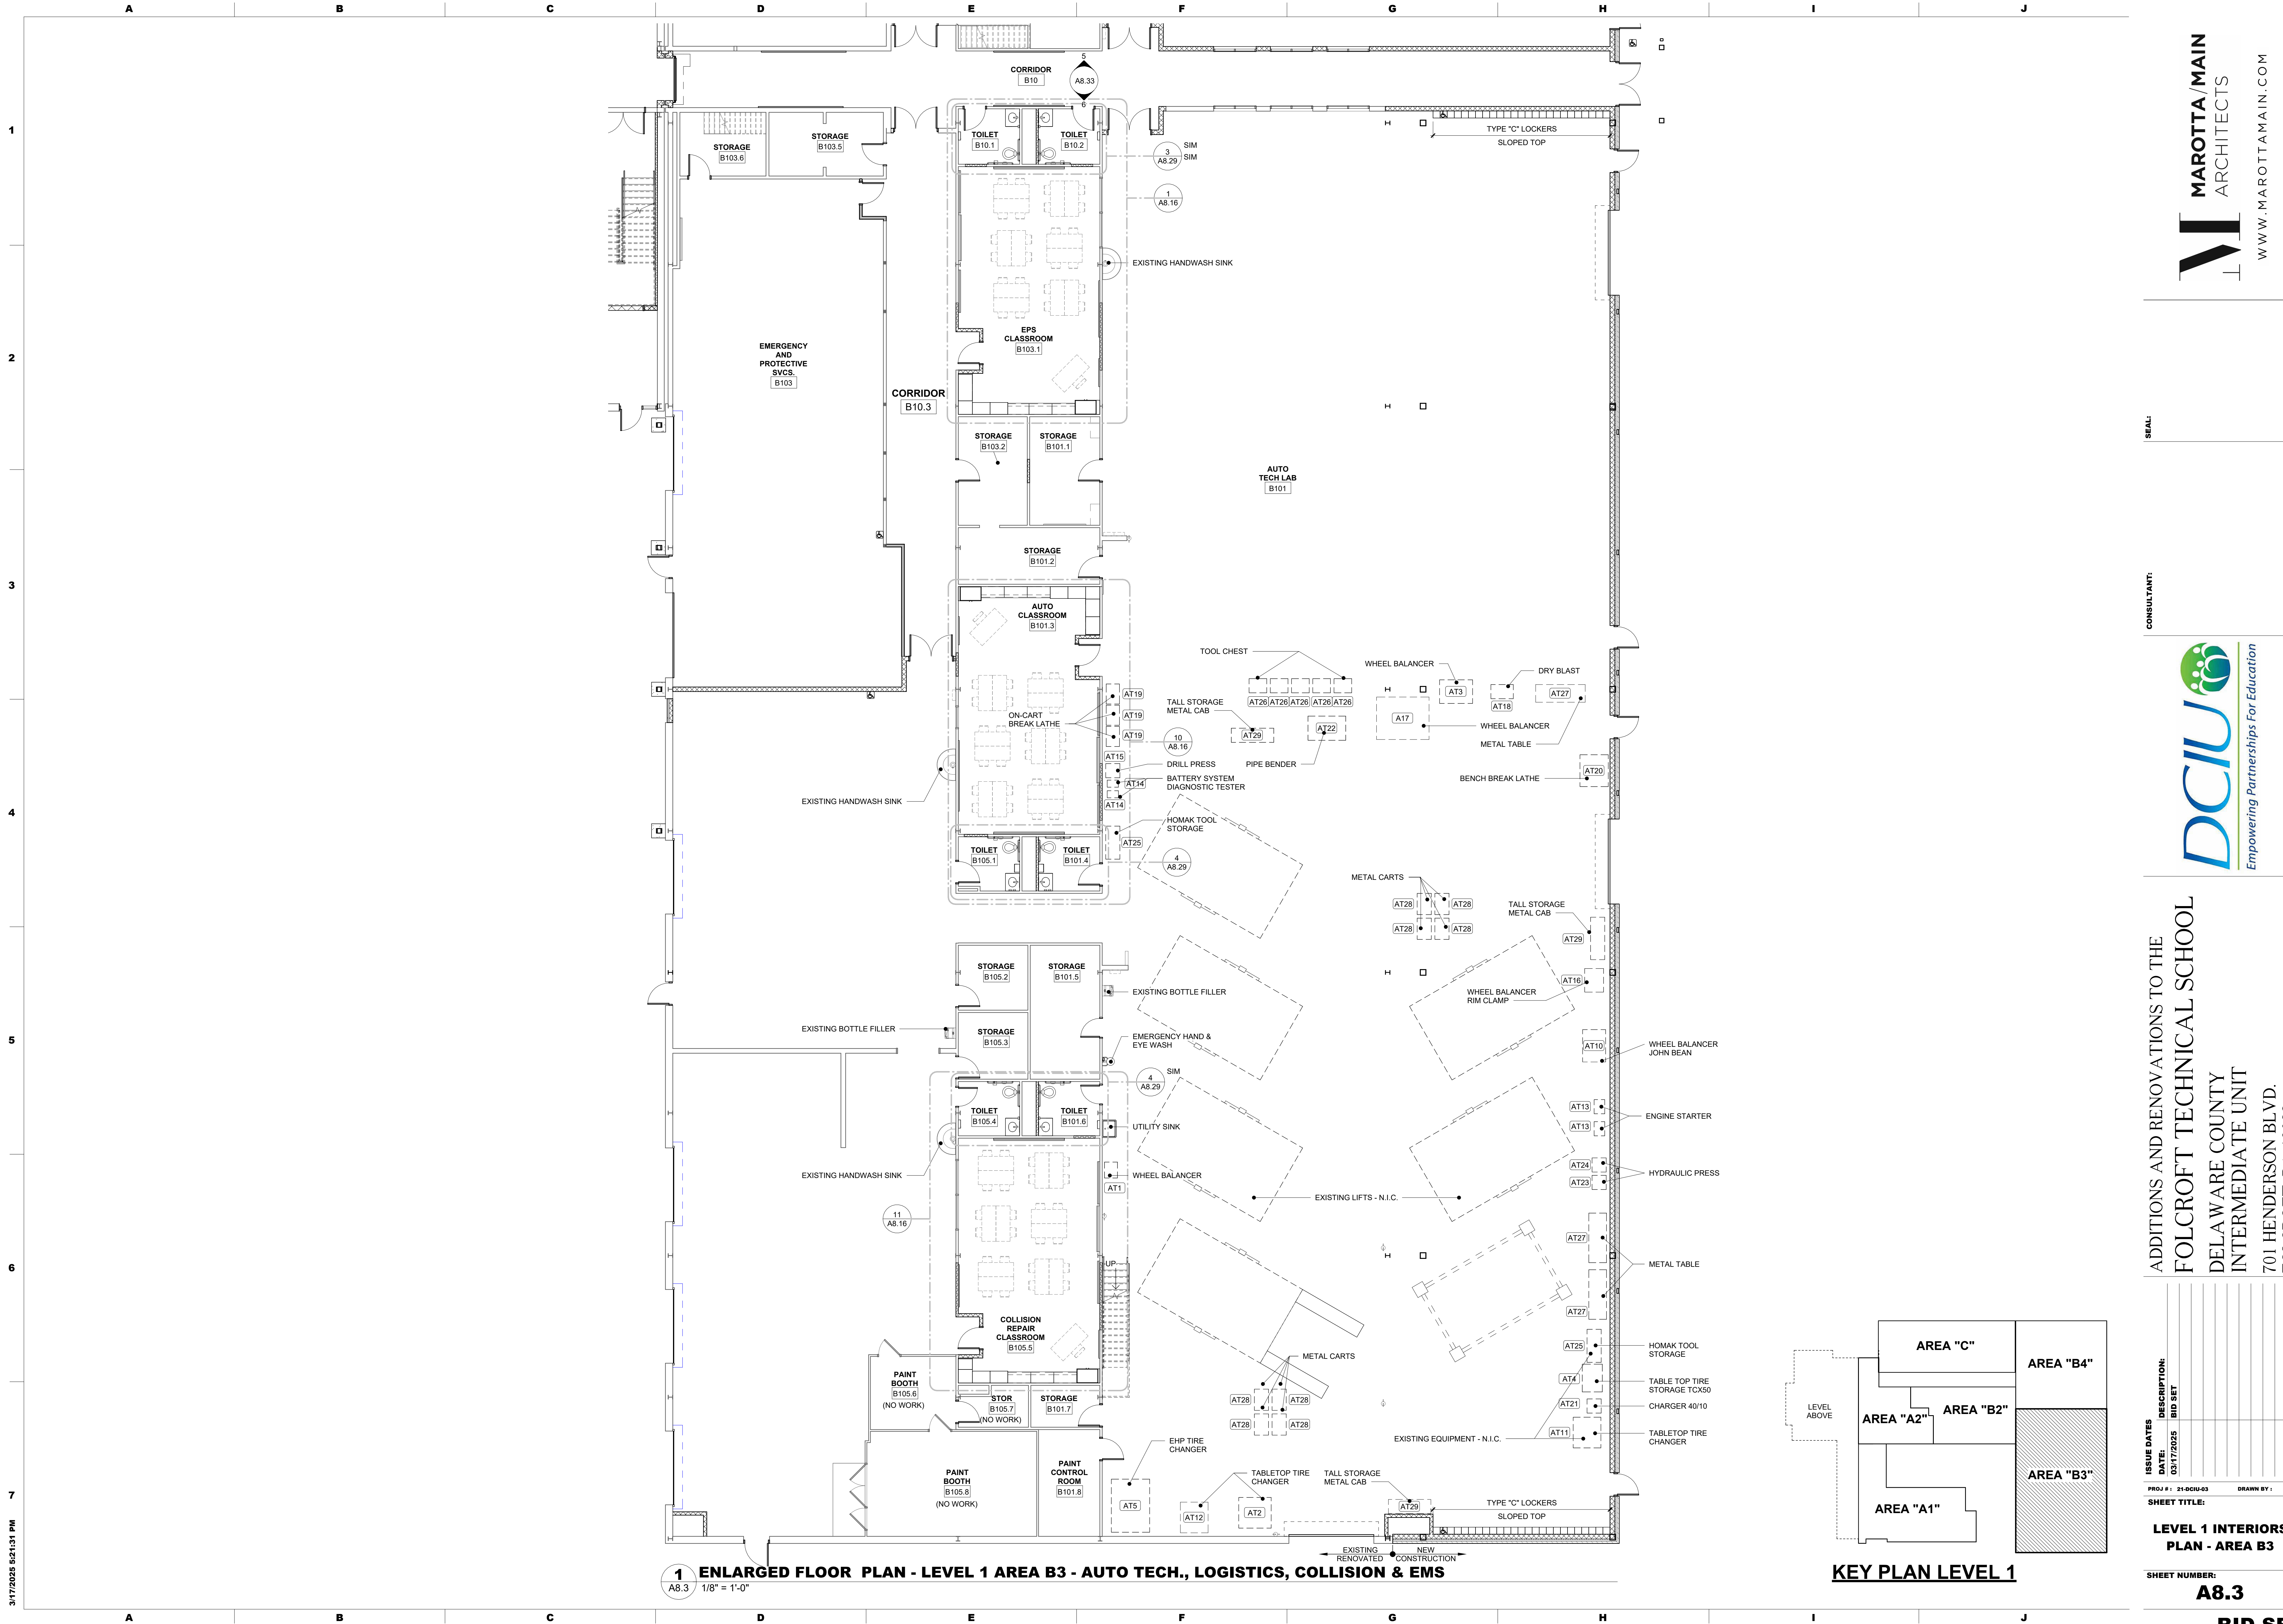 A B C D E F G H I J
1
2
3
4
5
6
7
CORRIDOR
B10
5
A8.33
6
TOILET
B10.1
TOILET
B10.2
STORAGE
B103.6
STORAGE
B103.5
3
A8.29
SIM
SIM
1
A8.16
TYPE "C" LOCKERS
SLOPED TOP
EXISTING HANDWASH SINK
EPS
CLASSROOM
B103.1
EMERGENCY
AND
PROTECTIVE
SVCS.
B103
CORRIDOR
B10.3
STORAGE
B103.2
STORAGE
B101.1
AUTO
TECH LAB
B101
STORAGE
B101.2
AUTO
CLASSROOM
B101.3
TOOL CHEST
WHEEL BALANCER
DRY BLAST
AT19
AT19
AT19
ON-CART
BREAK LATHE
TALL STORAGE
METAL CAB
AT26 AT26 AT26 AT26 AT26
AT3
AT18
AT27
A17
AT29
AT22
WHEEL BALANCER
METAL TABLE
10
A8.16
AT15
DRILL PRESS
PIPE BENDER
AT20
BENCH BREAK LATHE
BATTERY SYSTEM
DIAGNOSTIC TESTER
AT14
AT14
EXISTING HANDWASH SINK
HOMAK TOOL
STORAGE
AT25
TOILET
B105.1
TOILET
B101.4
4
A8.29
METAL CARTS
AT28 AT28
AT28 AT28
TALL STORAGE
METAL CAB
AT29
STORAGE
B105.2
STORAGE
B101.5
AT16
EXISTING BOTTLE FILLER
WHEEL BALANCER
RIM CLAMP
EXISTING BOTTLE FILLER
STORAGE
B105.3
EMERGENCY HAND &
EYE WASH
AT10
WHEEL BALANCER
JOHN BEAN
4
A8.29
SIM
TOILET
B105.4
TOILET
B101.6
AT13
AT13
ENGINE STARTER
UTILITY SINK
EXISTING HANDWASH SINK
WHEEL BALANCER
AT1
AT24
AT23
HYDRAULIC PRESS
EXISTING LIFTS - N.I.C.
11
A8.16
AT27
METAL TABLE
AT27
UP
COLLISION
REPAIR
CLASSROOM
B105.5
AT25
HOMAK TOOL
STORAGE
METAL CARTS
AT4
TABLE TOP TIRE
STORAGE TCX50
PAINT
BOOTH
B105.6
(NO WORK)
STOR
B105.7
(NO WORK)
STORAGE
B101.7
AT28 AT28
AT28 AT28
AT21
CHARGER 40/10
EXISTING EQUIPMENT - N.I.C.
AT11
TABLETOP TIRE
CHANGER
EHP TIRE
CHANGER
PAINT
BOOTH
B105.8
(NO WORK)
PAINT
CONTROL
ROOM
B101.8
TABLETOP TIRE
CHANGER
TALL STORAGE
METAL CAB
AT5
AT12
AT2
AT29
TYPE "C" LOCKERS
SLOPED TOP
EXISTING
RENOVATED
NEW
CONSTRUCTION
1
A8.3
ENLARGED FLOOR PLAN - LEVEL 1 AREA B3 - AUTO TECH., LOGISTICS, COLLISION & EMS
1/8" = 1'-0"
LEVEL
ABOVE
AREA "C"
AREA "B4"
AREA "A2"
AREA "B2"
AREA "B3"
AREA "A1"
KEY PLAN LEVEL 1
3/17/2025 5:21:31 PM
A B C D E F G H I J
MAROTTA/MAIN
ARCHITECTS
WWW.MAROTTAMAIN.COM
SEAL:
CONSULTANT:
DCIU
Empowering Partnerships For Education
ADDITIONS AND RENOVATIONS TO THE
FOLCROFT TECHNICAL SCHOOL
DELAWARE COUNTY
INTERMEDIATE UNIT
701 HENDERSON BLVD.
ISSUE DATES
DATE: DESCRIPTION:
03/17/2025 BID SET
PROJ # : 21-DCIU-03 DRAWN BY :
SHEET TITLE:
LEVEL 1 INTERIORS
PLAN - AREA B3
SHEET NUMBER:
A8.3